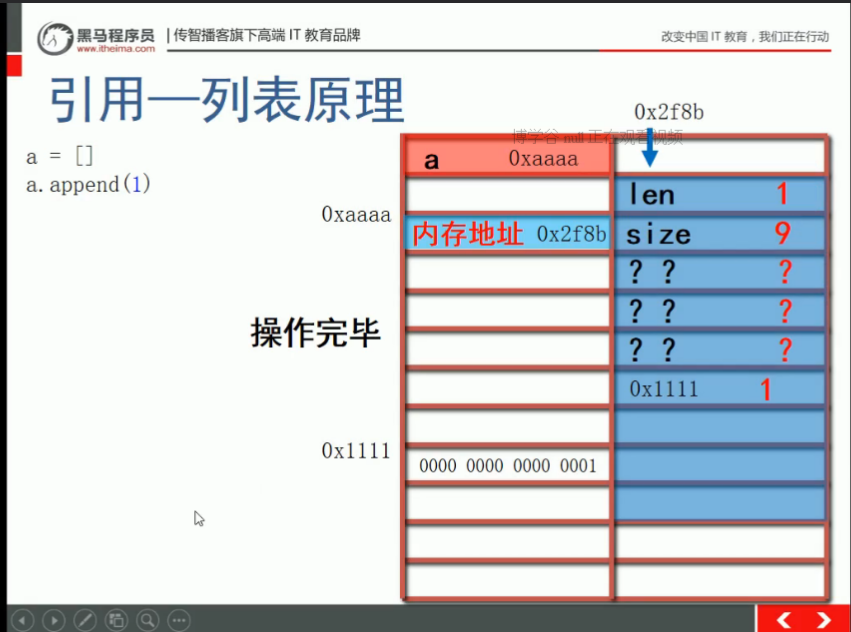 黑马程序员
www.itheima.com
传智播客旗下高端 IT 教育品牌
改变中国 IT 教育，我们正在行动
引用—列表原理
0x2f8b
博学谷 null 正在观看视频
a = []
a.append(1)
a 0xaaaa
len 1
0xaaaa
内存地址 0x2f8b
size 9
? ? ?
? ? ?
? ? ?
操作完毕
0x1111 1
0x1111
0000 0000 0000 0001